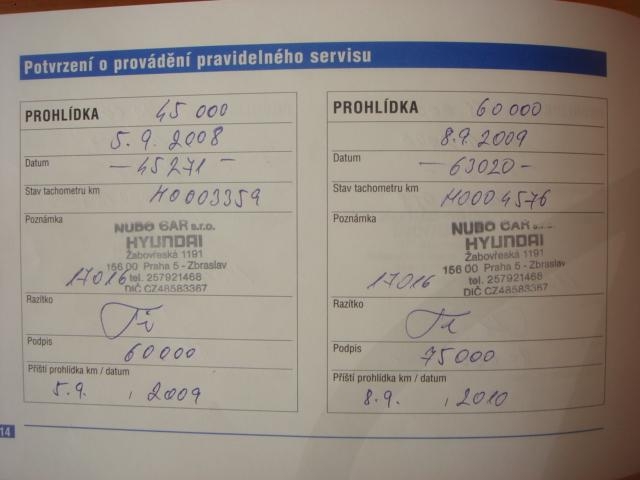 Potvrzení o provádění pravidelného servisu
PROHLÍDKA 45 000
5. 9. 2008
Datum
— 45271 —
Stav tachometru km
H0003359
Poznámka
NUBO CAR s.r.o.
HYUNDAI
Žabovřeská 1191
156 00 Praha 5 - Zbraslav
17016 tel. 257921468
DIČ CZ48583367
Razítko
Podpis
60000
Příští prohlídka km / datum
5.9. , 2009
PROHLÍDKA 60 000
8.9.2009
Datum
— 63020 —
Stav tachometru km
H0004576
Poznámka
NUBO CAR s.r.o.
HYUNDAI
Žabovřeská 1191
156 00 Praha 5 - Zbraslav
17016 tel. 257921468
DIČ CZ48583367
Razítko
Podpis
75000
Příští prohlídka km / datum
8.9. , 2010
14